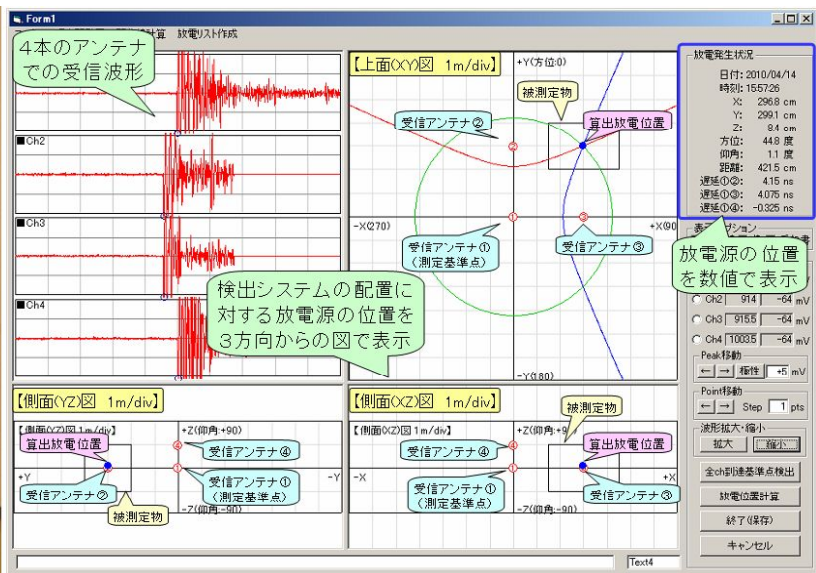 Form1
計算 放電リスト作成
4本のアンテナ
での受信波形
■Ch2
■Ch3
■Ch4
【上面(XY)図 1m/div】
+Y(方位:0)
被測定物
受信アンテナ②
算出放電位置
②
-X(270)
+X(90
①
③
受信アンテナ①
(測定基準点)
受信アンテナ③
-Y(180)
検出システムの配置に
対する放電源の位置を
3方向からの図で表示
放電発生状況
日付: 2010/04/14
時刻: 155726
X: 296.8 cm
Y: 299.1 cm
Z: 8.4 cm
方位: 44.8 度
仰角: 1.1 度
距離: 421.5 cm
遅延①②: 4.15 ns
遅延①③: 4.075 ns
遅延①④: -0.325 ns
放電源の位置
を数値で表示
mV
Ch2 914 -64 mV
Ch3 915.5 -64 mV
Ch4 1003.5 -64 mV
Peak移動
← → 極性 +5 mV
Point移動
← → Step 1 pts
波形拡大・縮小
拡大 縮小
全ch到達基準点検出
放電位置計算
終了(保存)
キャンセル
【側面(YZ)図 1m/div】
【側面(YZ)図 1m/div】
+Z(仰角:+90)
算出放電位置
④
受信アンテナ④
+Y
①
-Y
受信アンテナ②
受信アンテナ①
(測定基準点)
被測定物
-Z(仰角:-90)
【側面(XZ)図 1m/div】
被測定物
【側面(XZ)図 1m/div】
+Z(仰角:+9
算出放電位置
受信アンテナ④
④
-X
①
+X
受信アンテナ①
(測定基準点)
受信アンテナ③
-Z(仰角:-90)
Text4